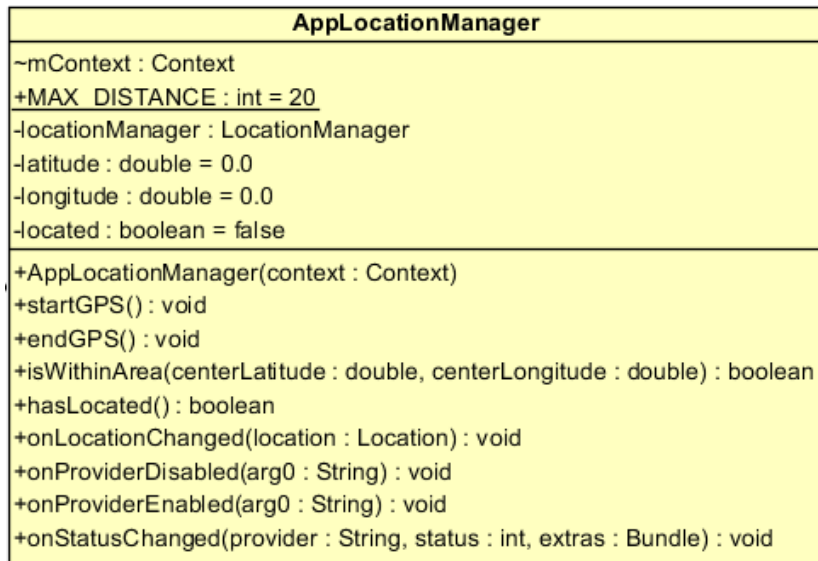 AppLocationManager
~mContext : Context
+MAX_DISTANCE : int = 20
-locationManager : LocationManager
-latitude : double = 0.0
-longitude : double = 0.0
-located : boolean = false
+AppLocationManager(context : Context)
+startGPS() : void
+endGPS() : void
+isWithinArea(centerLatitude : double, centerLongitude : double) : boolean
+hasLocated() : boolean
+onLocationChanged(location : Location) : void
+onProviderDisabled(arg0 : String) : void
+onProviderEnabled(arg0 : String) : void
+onStatusChanged(provider : String, status : int, extras : Bundle) : void